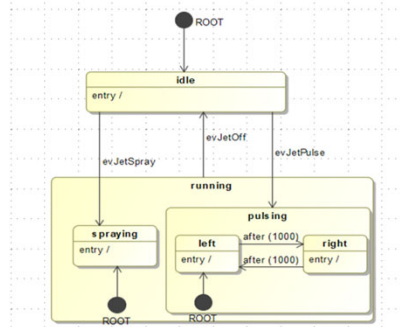 ROOT
idle
entry /
evJetSpray
evJetOff
evJetPulse
running
pulsing
spraying
entry /
left
entry /
after (1000)
after (1000)
right
entry /
ROOT
ROOT